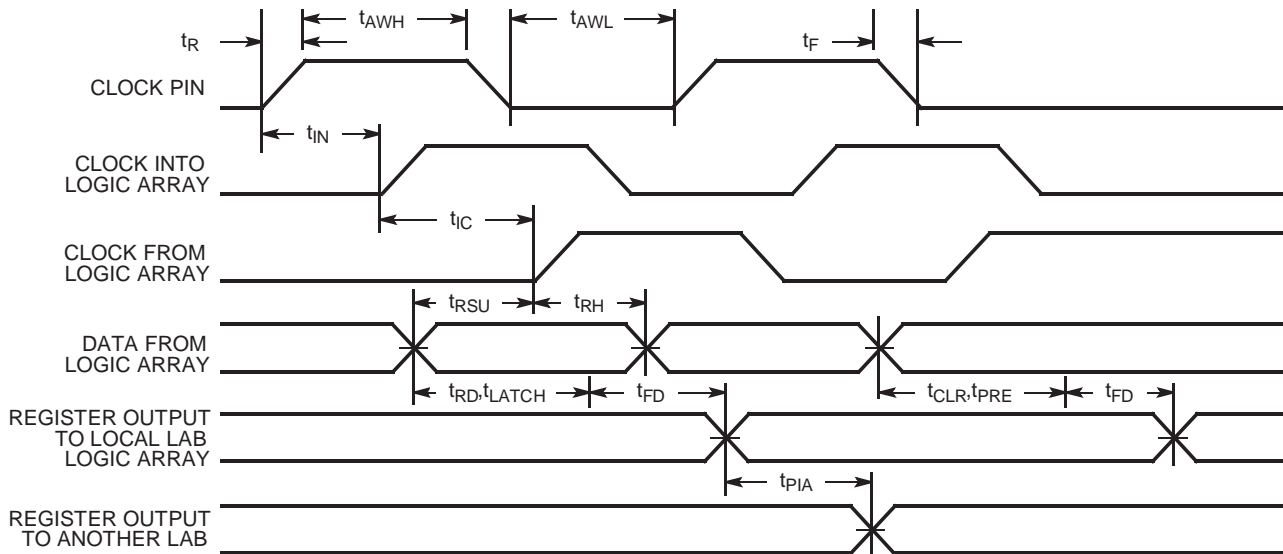 tAWH
tAWL
tR
tF
CLOCK PIN
tIN
CLOCK INTO
LOGIC ARRAY
tIC
CLOCK FROM
LOGIC ARRAY
tRSU
tRH
DATA FROM
LOGIC ARRAY
tRD,tLATCH
tFD
tCLR,tPRE
tFD
REGISTER OUTPUT
TO LOCAL LAB
LOGIC ARRAY
tPIA
REGISTER OUTPUT
TO ANOTHER LAB